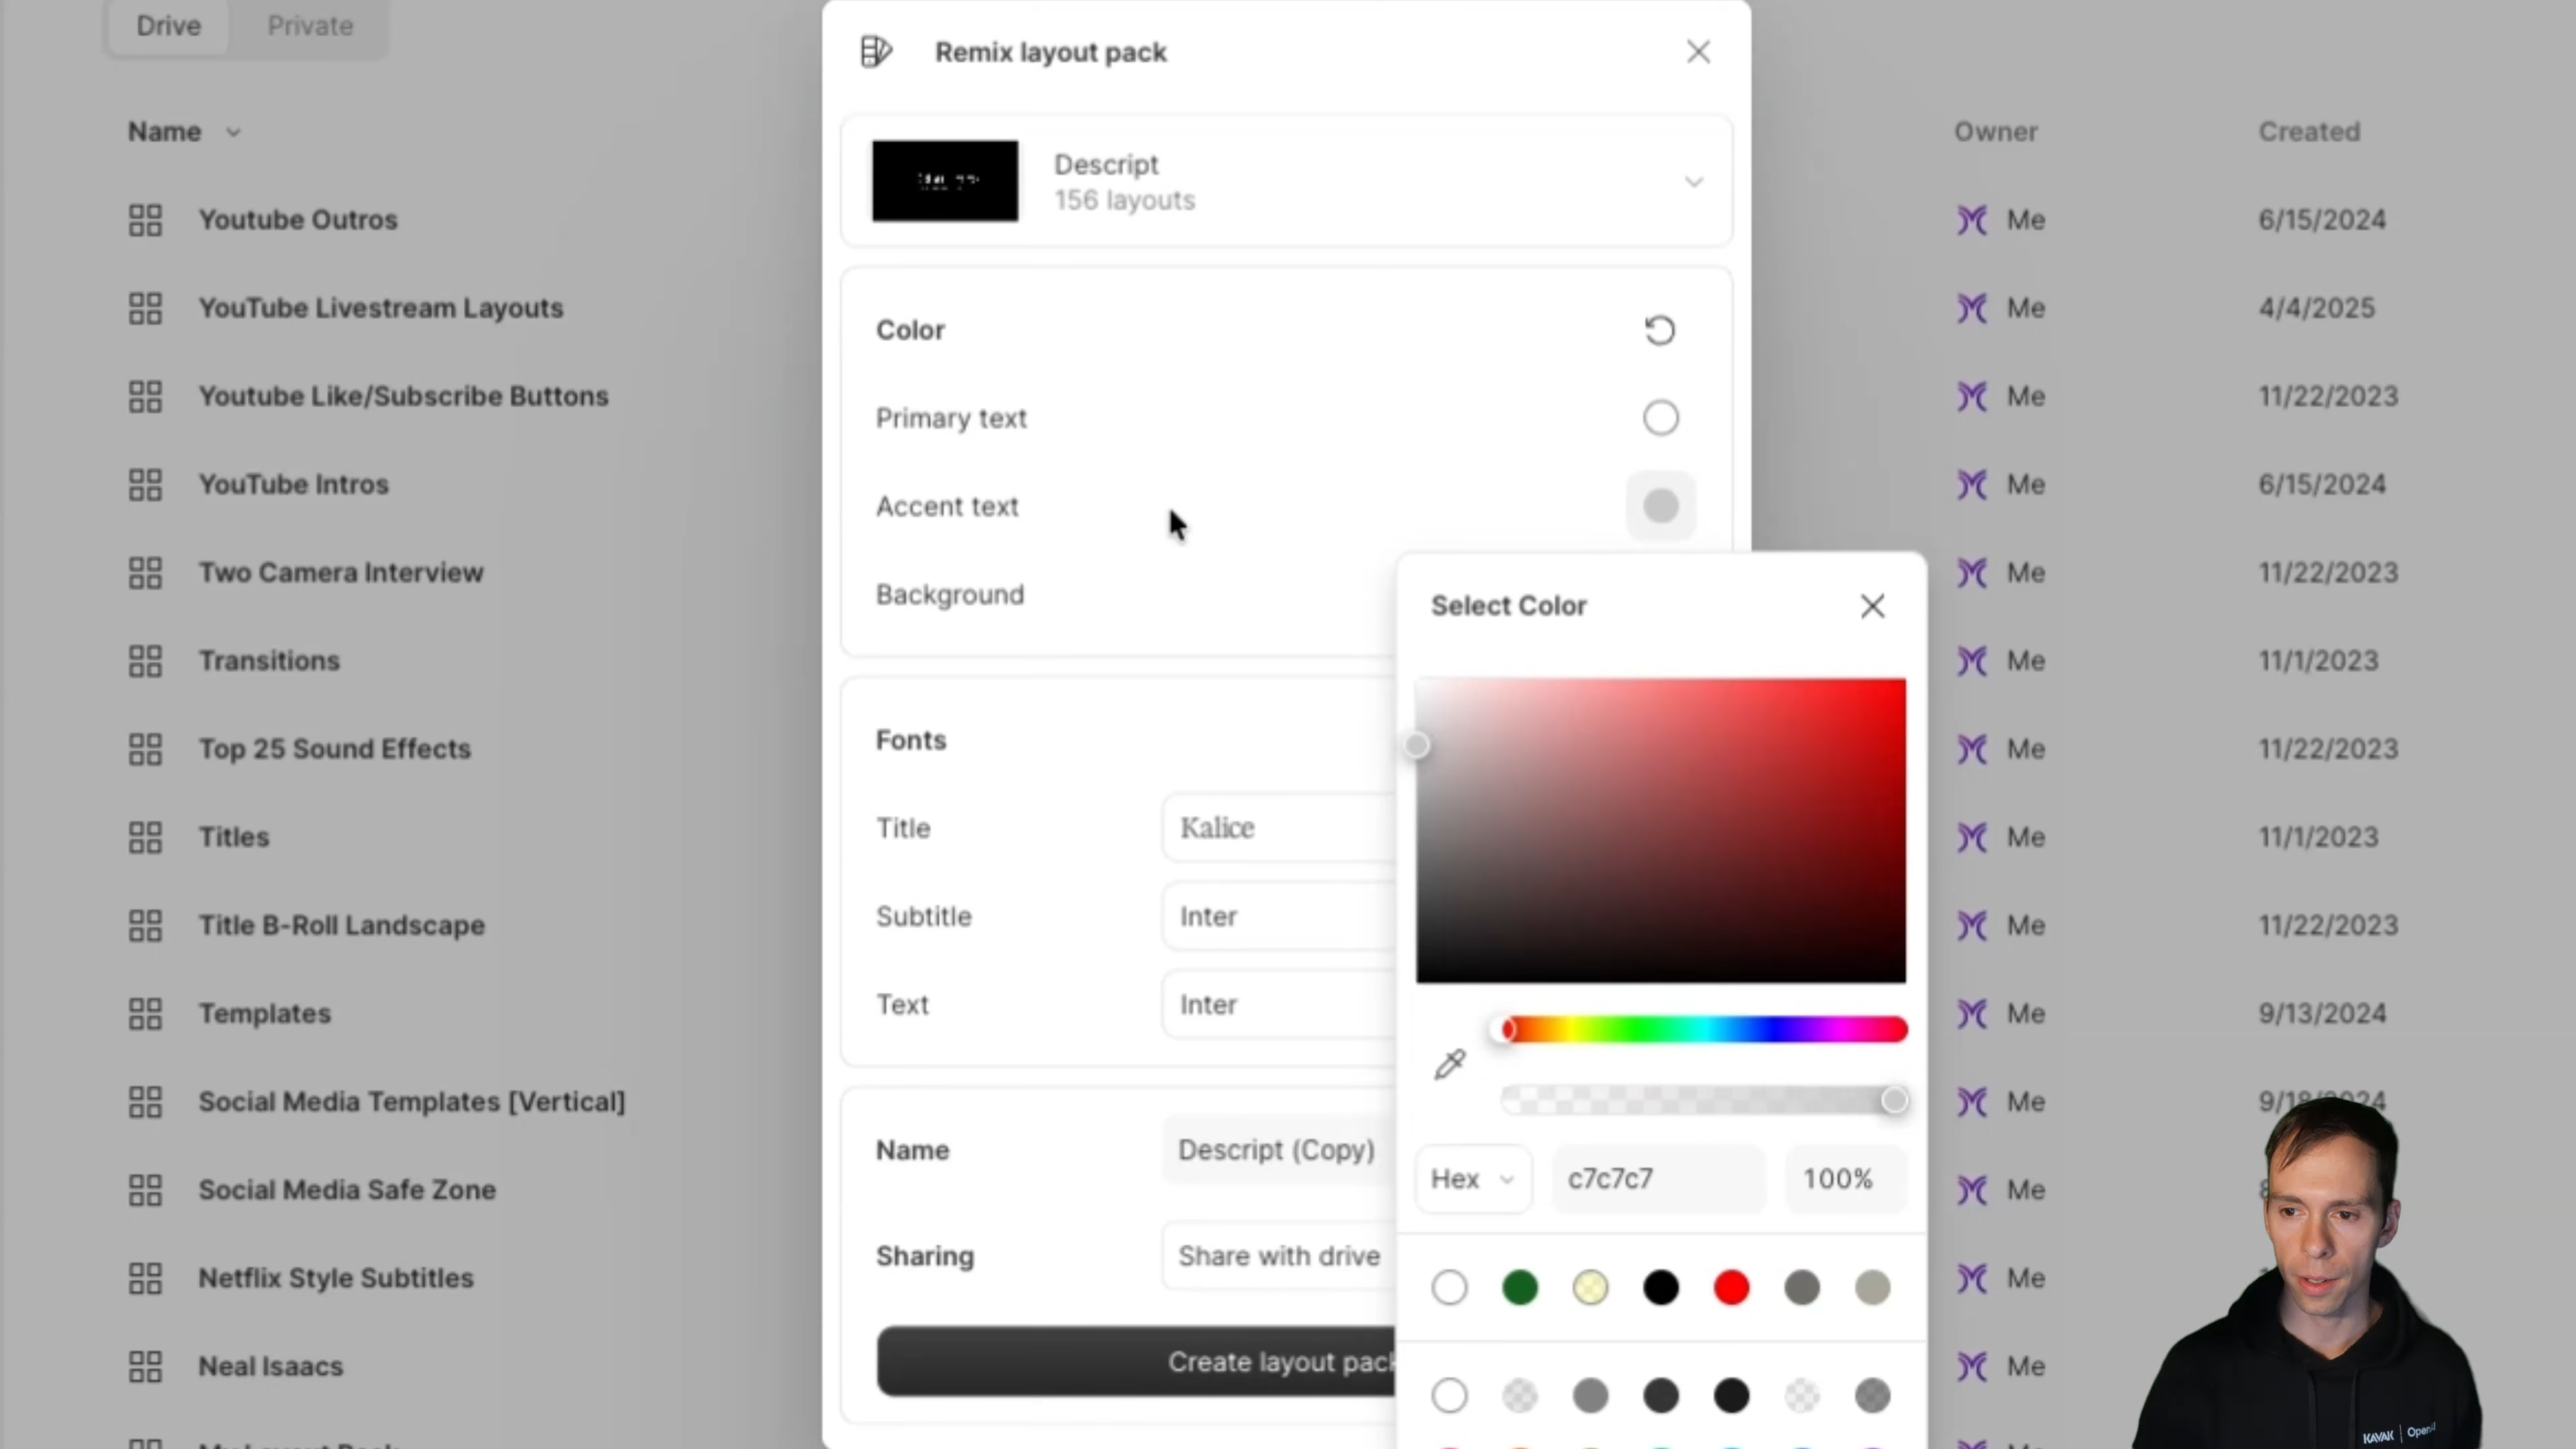 Drive Private
Remix layout pack
Name Owner Created
Descript
156 layouts
Youtube Outros Me 6/15/2024
YouTube Livestream Layouts Me 4/4/2025
Color
Youtube Like/Subscribe Buttons Me 11/22/2023
Primary text
YouTube Intros Me 6/15/2024
Accent text
Two Camera Interview Me 11/22/2023
Background
Select Color
Transitions Me 11/1/2023
Fonts
Top 25 Sound Effects Me 11/22/2023
Title Kalice
Titles Me 11/1/2023
Subtitle Inter
Title B-Roll Landscape Me 11/22/2023
Text Inter
Templates Me 9/13/2024
Social Media Templates [Vertical] Me 9/18/2024
Name Descript (Copy)
Hex c7c7c7 100%
Social Media Safe Zone Me
Sharing Share with drive
Netflix Style Subtitles Me
Create layout pack
Neal Isaacs Me
KAVAK | OpenAI